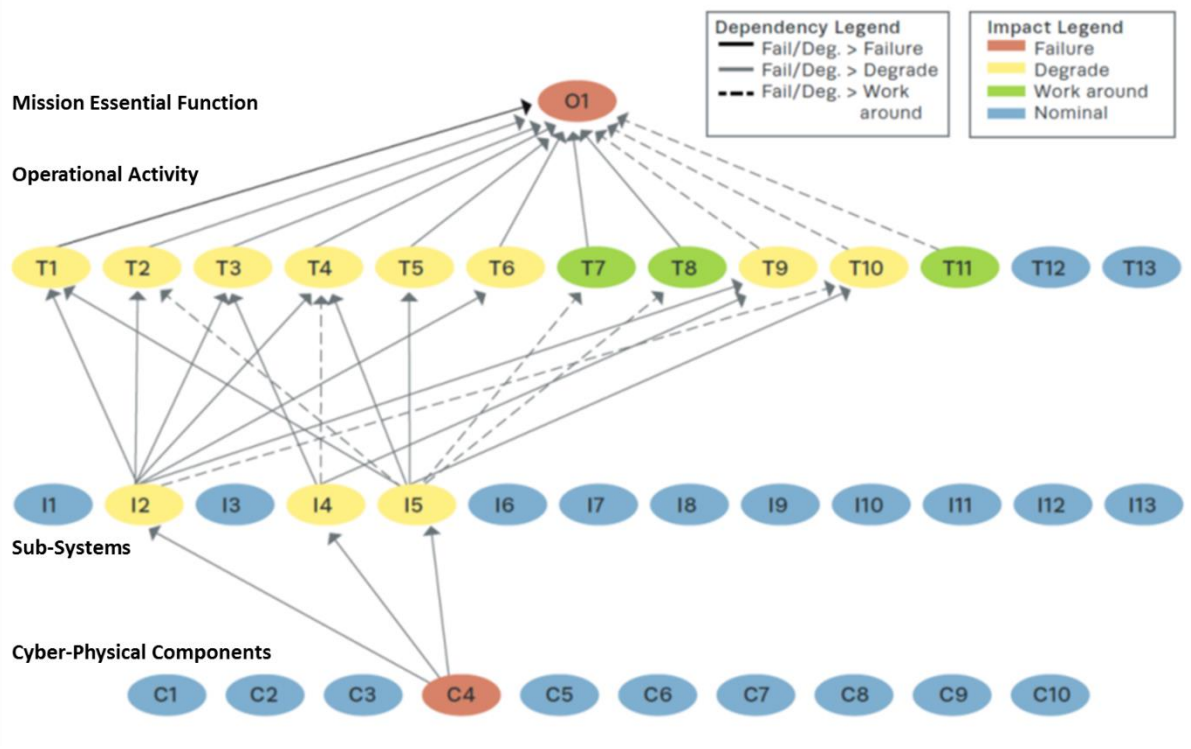 Dependency Legend
Fail/Deg. > Failure
Fail/Deg. > Degrade
Fail/Deg. > Work
around
Impact Legend
Failure
Degrade
Work around
Nominal
Mission Essential Function
O1
Operational Activity
T1 T2 T3 T4 T5 T6 T7 T8 T9 T10 T11 T12 T13
I1 I2 I3 I4 I5 I6 I7 I8 I9 I10 I11 I12 I13
Sub-Systems
Cyber-Physical Components
C1 C2 C3 C4 C5 C6 C7 C8 C9 C10